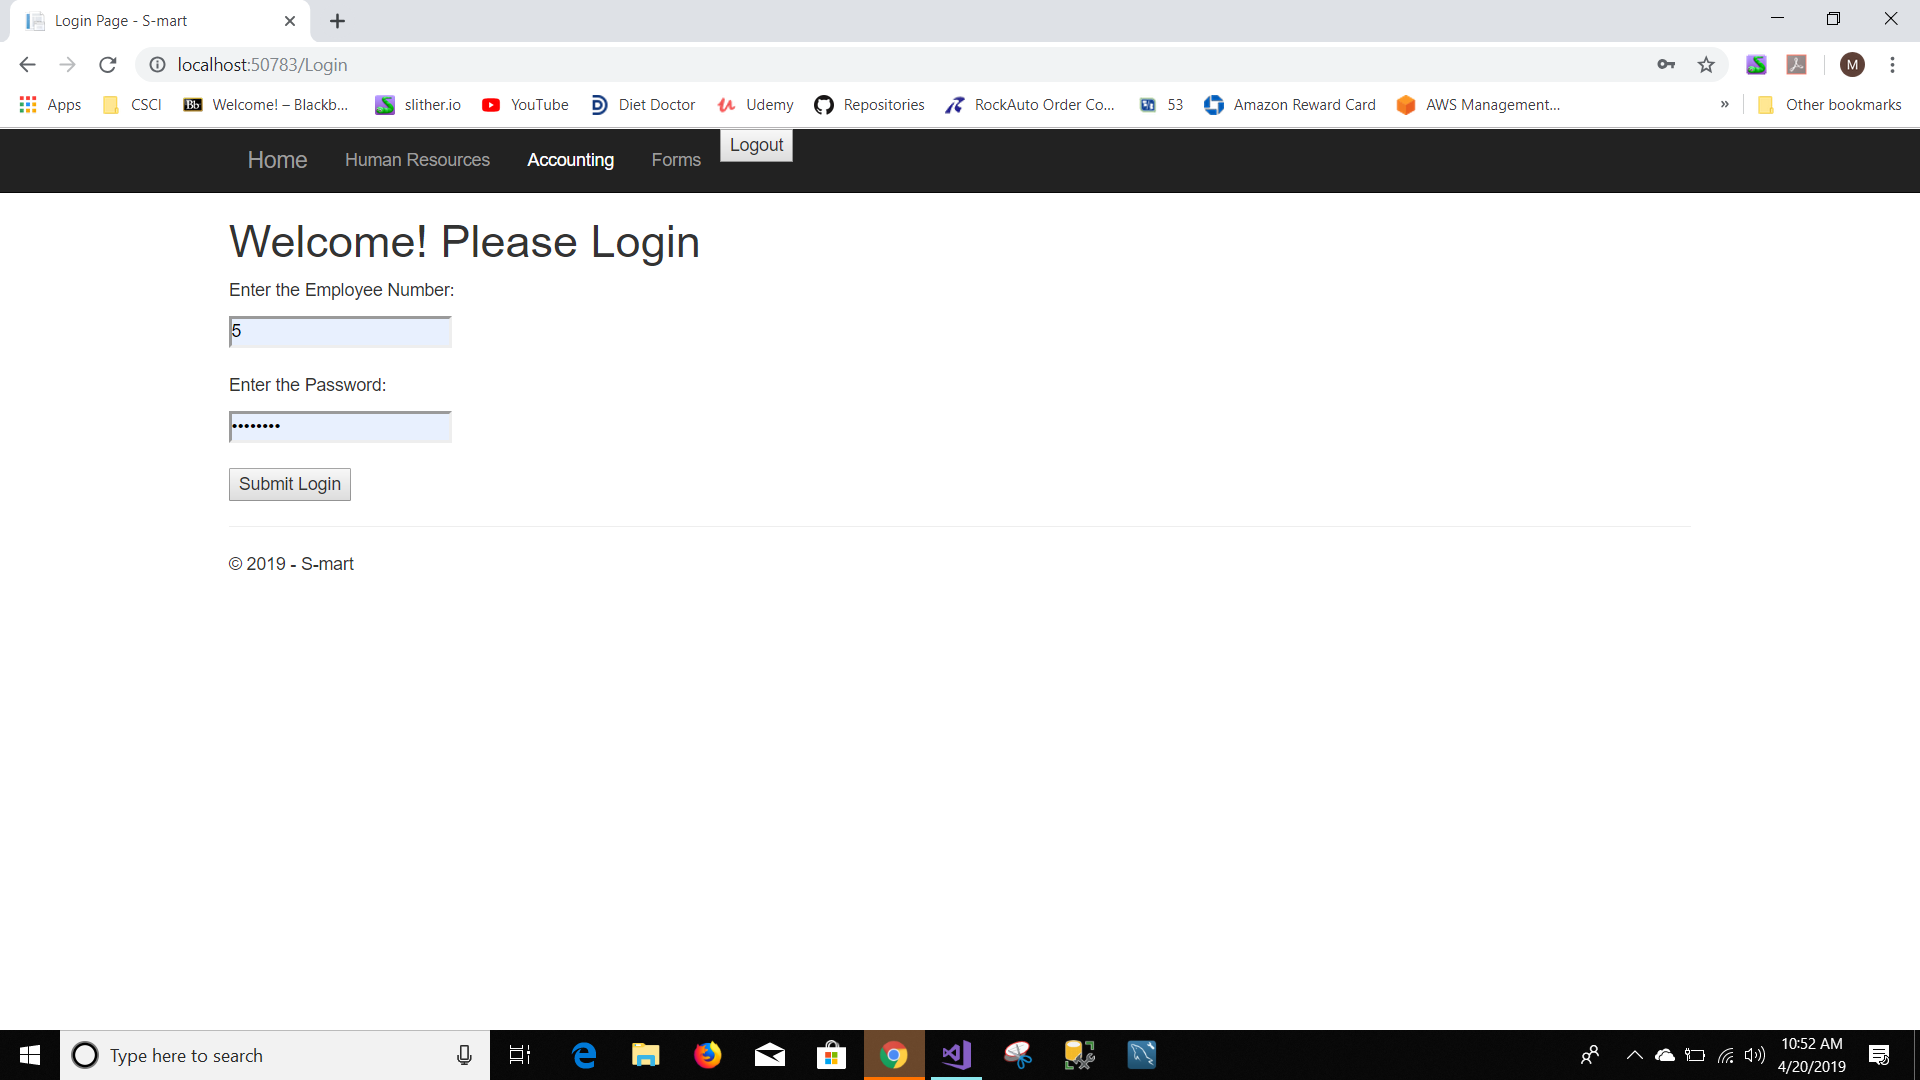 Login Page - S-mart
localhost:50783/Login
M
Apps CSCI Bb Welcome! – Blackb... slither.io YouTube Diet Doctor Udemy Repositories RockAuto Order Co... 53 Amazon Reward Card AWS Management... » Other bookmarks
Home Human Resources Accounting Forms Logout
Welcome! Please Login
Enter the Employee Number:
5
Enter the Password:
••••••••
Submit Login
© 2019 - S-mart
Type here to search
10:52 AM
4/20/2019